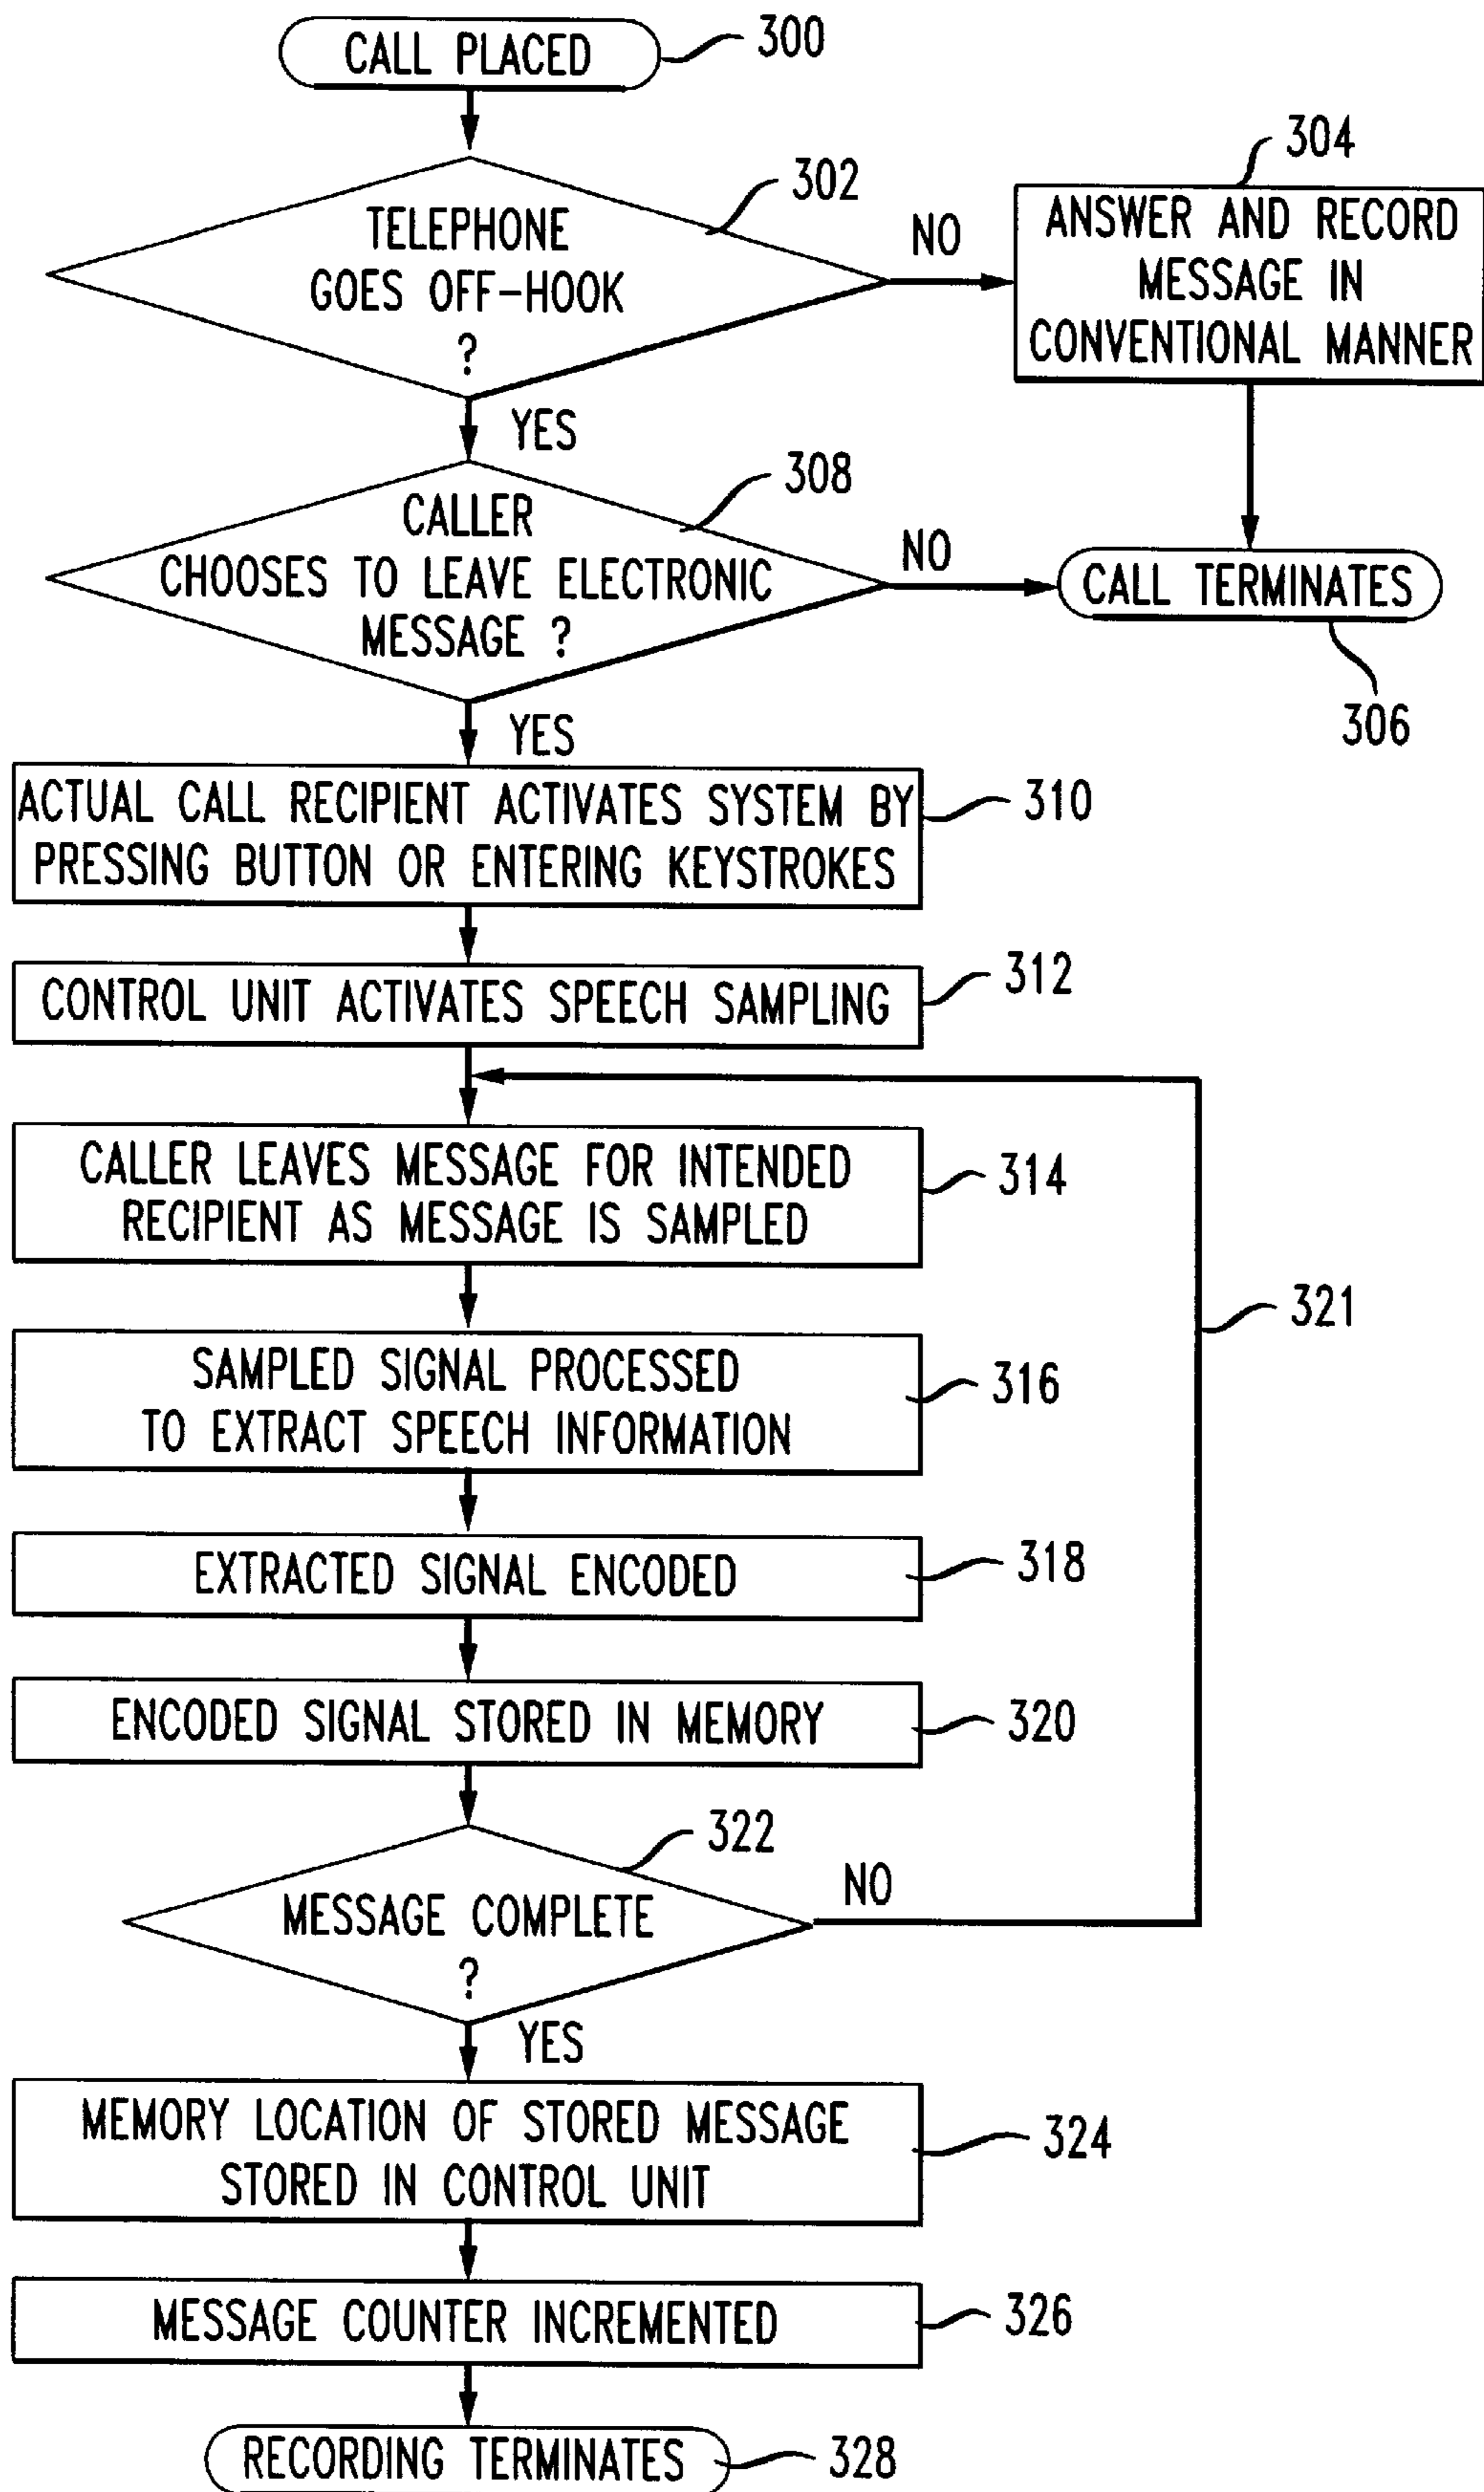 CALL PLACED
300
TELEPHONE
GOES OFF-HOOK
?
302
NO
304
ANSWER AND RECORD
MESSAGE IN
CONVENTIONAL MANNER
YES
CALLER
CHOOSES TO LEAVE ELECTRONIC
MESSAGE ?
308
NO
CALL TERMINATES
306
YES
ACTUAL CALL RECIPIENT ACTIVATES SYSTEM BY
PRESSING BUTTON OR ENTERING KEYSTROKES
310
CONTROL UNIT ACTIVATES SPEECH SAMPLING
312
CALLER LEAVES MESSAGE FOR INTENDED
RECIPIENT AS MESSAGE IS SAMPLED
314
321
SAMPLED SIGNAL PROCESSED
TO EXTRACT SPEECH INFORMATION
316
EXTRACTED SIGNAL ENCODED
318
ENCODED SIGNAL STORED IN MEMORY
320
MESSAGE COMPLETE
?
322
NO
YES
MEMORY LOCATION OF STORED MESSAGE
STORED IN CONTROL UNIT
324
MESSAGE COUNTER INCREMENTED
326
RECORDING TERMINATES
328